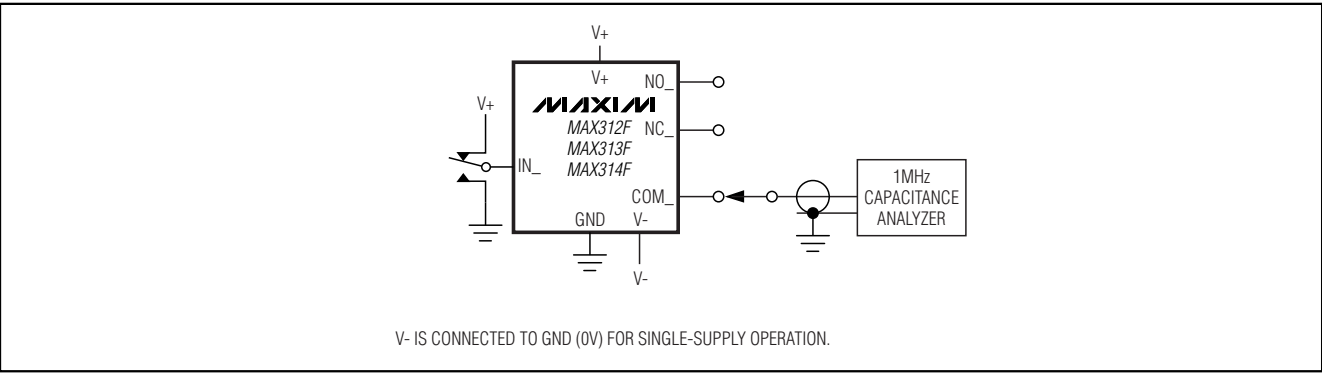 V+
V+
NO_
V+
MAXIM
MAX312F
NC_
MAX313F
IN_
MAX314F
1MHz
CAPACITANCE
ANALYZER
COM_
GND
V-
V-
V- IS CONNECTED TO GND (0V) FOR SINGLE-SUPPLY OPERATION.